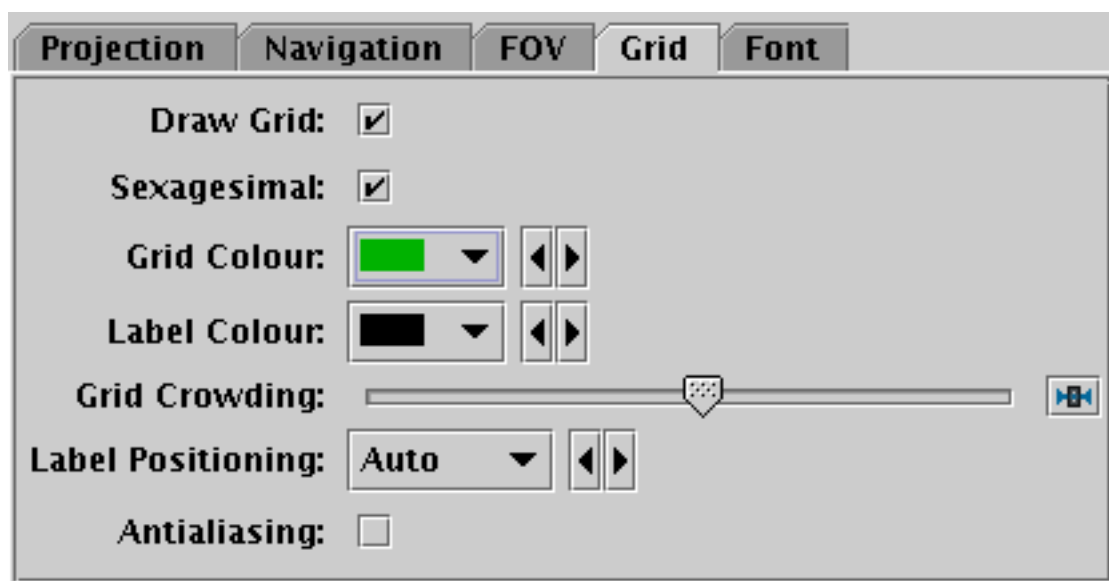 Projection Navigation FOV Grid Font
Draw Grid:
Sexagesimal:
Grid Colour:
Label Colour:
Grid Crowding:
Label Positioning: Auto
Antialiasing: